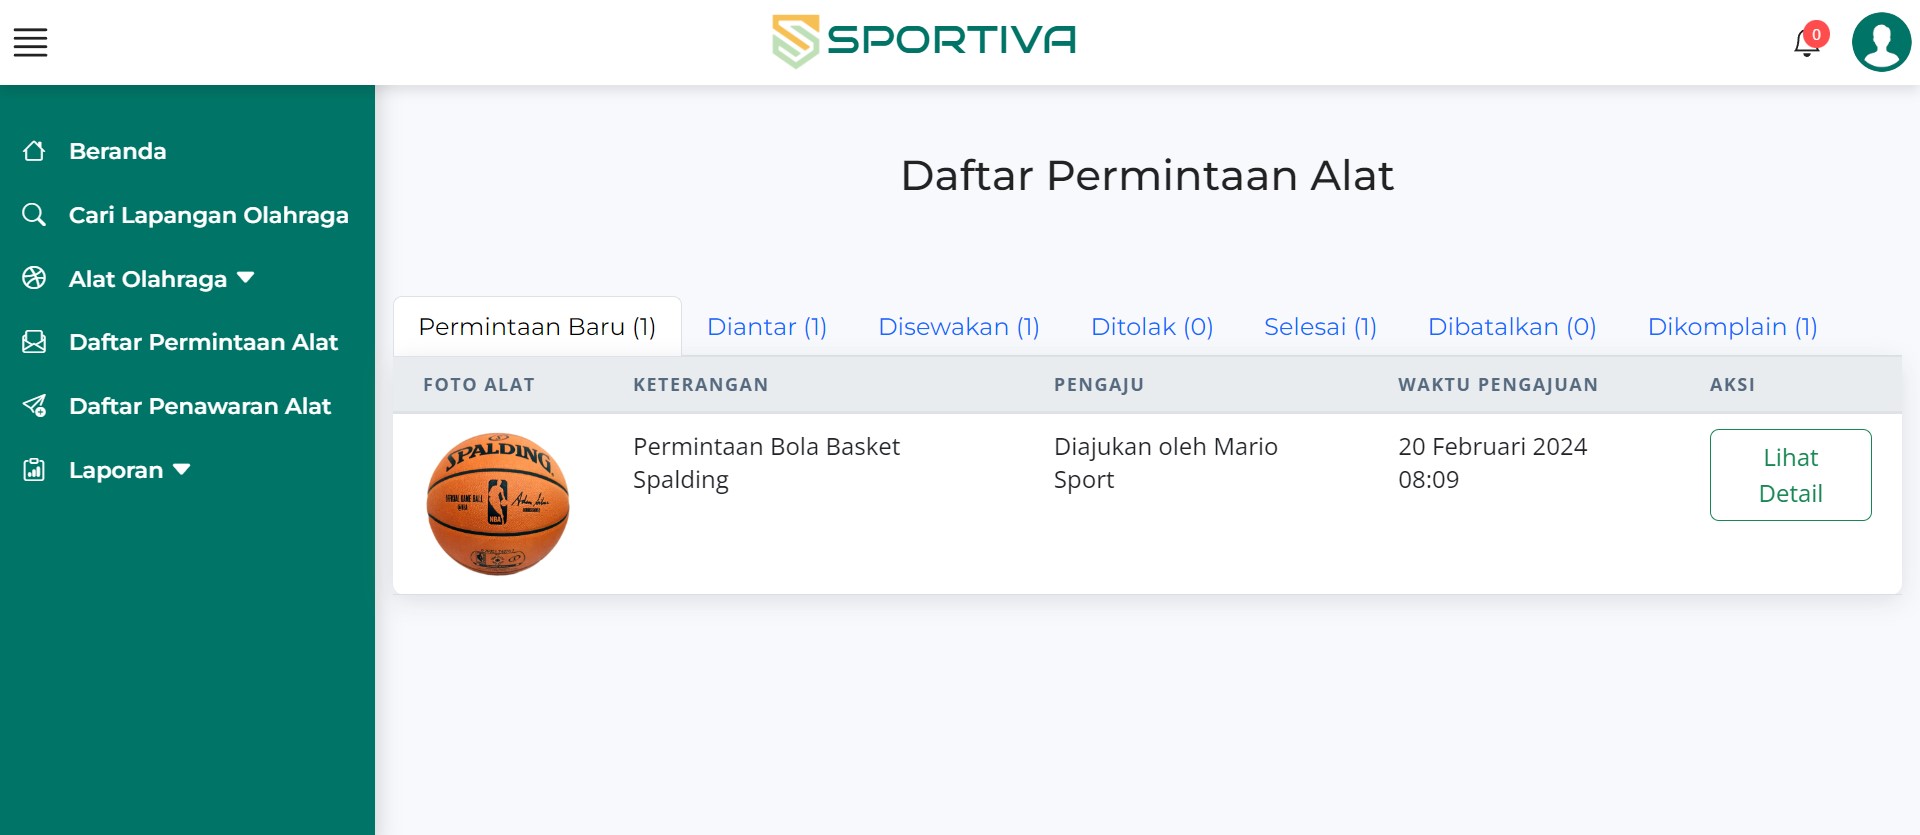 SPORTIVA
0
Beranda
Cari Lapangan Olahraga
Alat Olahraga
Daftar Permintaan Alat
Daftar Penawaran Alat
Laporan
Daftar Permintaan Alat
Permintaan Baru (1)
Diantar (1)
Disewakan (1)
Ditolak (0)
Selesai (1)
Dibatalkan (0)
Dikomplain (1)
FOTO ALAT
KETERANGAN
PENGAJU
WAKTU PENGAJUAN
AKSI
SPALDING
NBA
Permintaan Bola Basket
Spalding
Diajukan oleh Mario
Sport
20 Februari 2024
08:09
Lihat
Detail